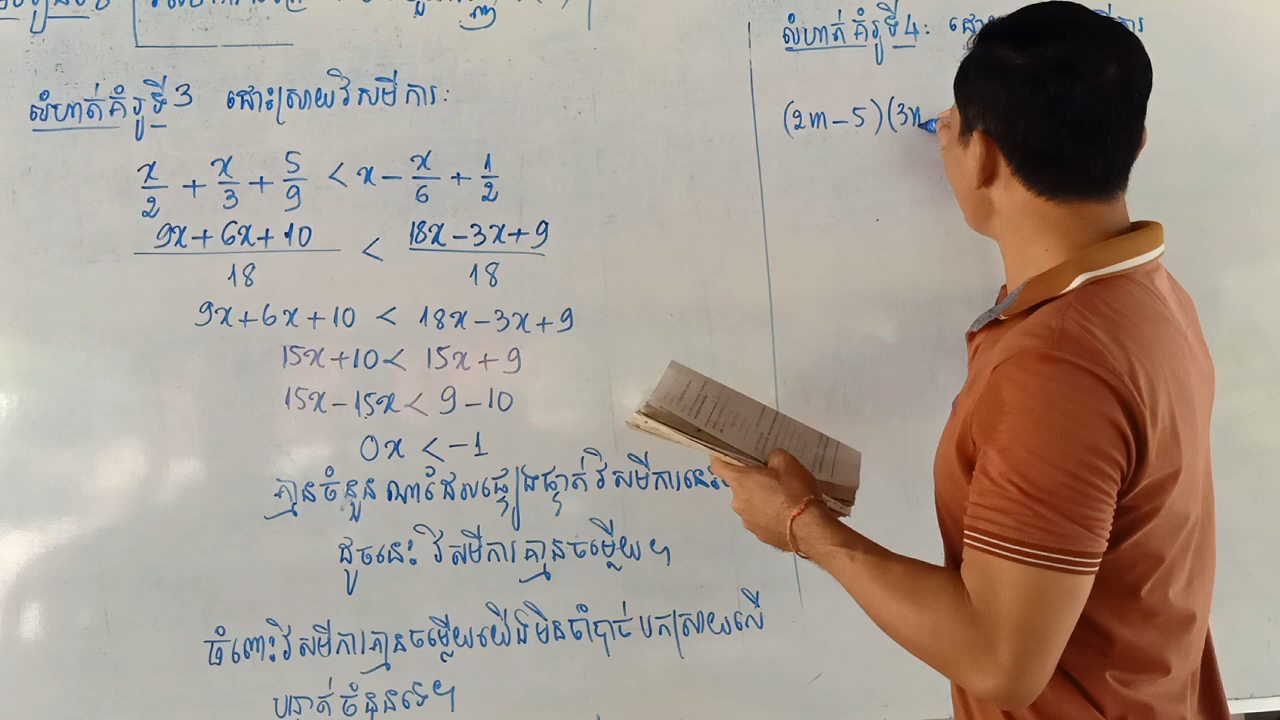 លំហាត់គំរូទី3 ដោះស្រាយវិសមីការ:
x/2 + x/3 + 5/9 < x - x/6 + 1/2
9x+6x+10/18 < 18x-3x+9/18
9x+6x+10 < 18x-3x+9
15x+10 < 15x+9
15x-15x < 9-10
0x < -1
គ្មានចំនួនណាដែលផ្ទៀងផ្ទាត់វិសមីការនេះ
ដូចនេះ វិសមីការគ្មានចម្លើយ។
ចំពោះវិសមីការគ្មានចម្លើយយើងមិនចាំបាច់បកស្រាយលើ
បន្ទាត់ចំនួនទេ។
លំហាត់គំរូទី4:
(2m-5)(3m